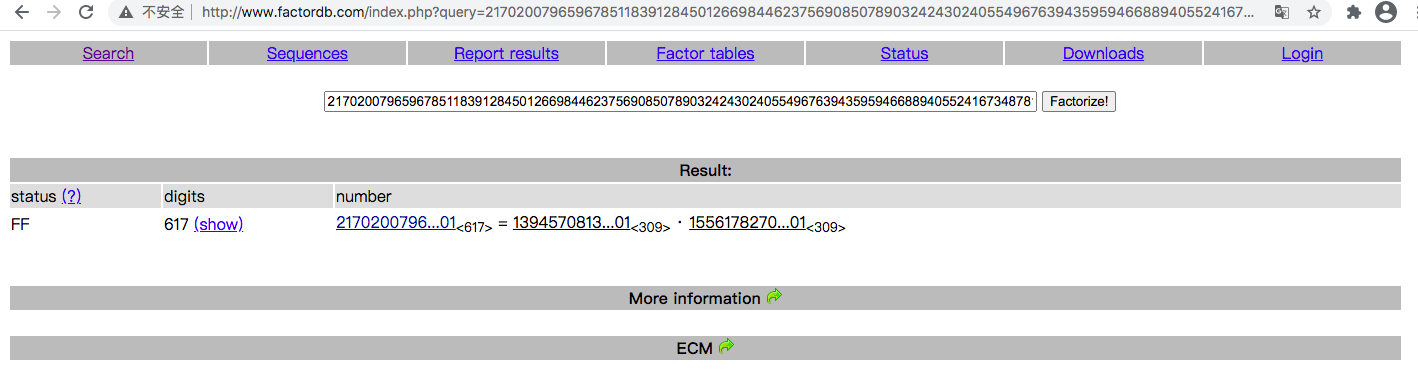 不安全 | http://www.factordb.com/index.php?query=217020079659678511839128450126698446237569085078903242430240554967639435959466889405524167...
Search Sequences Report results Factor tables Status Downloads Login
21702007965967851183912845012669844623756908507890324243024055496763943595946688940552416734878 Factorize!
Result:
status (?) digits number
FF 617 (show) 2170200796...01<617> = 1394570813...01<309> · 1556178270...01<309>
More information
ECM